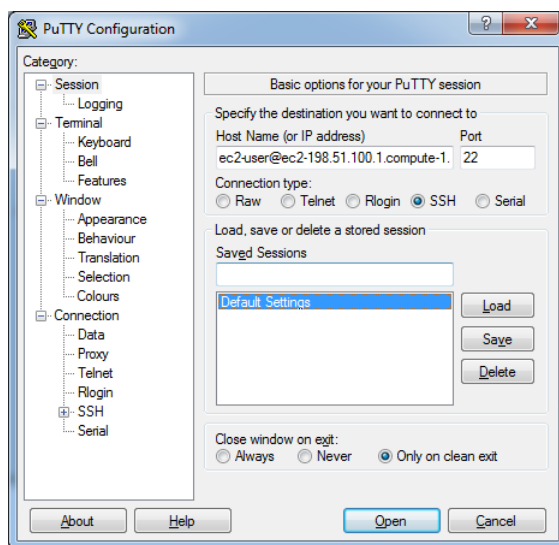 PuTTY Configuration
Category:
Session
Logging
Terminal
Keyboard
Bell
Features
Window
Appearance
Behaviour
Translation
Selection
Colours
Connection
Data
Proxy
Telnet
Rlogin
SSH
Serial
Basic options for your PuTTY session
Specify the destination you want to connect to
Host Name (or IP address) Port
ec2-user@ec2-198.51.100.1.compute-1. 22
Connection type:
Raw Telnet Rlogin SSH Serial
Load, save or delete a stored session
Saved Sessions
Default Settings
Load
Save
Delete
Close window on exit:
Always Never Only on clean exit
About Help Open Cancel